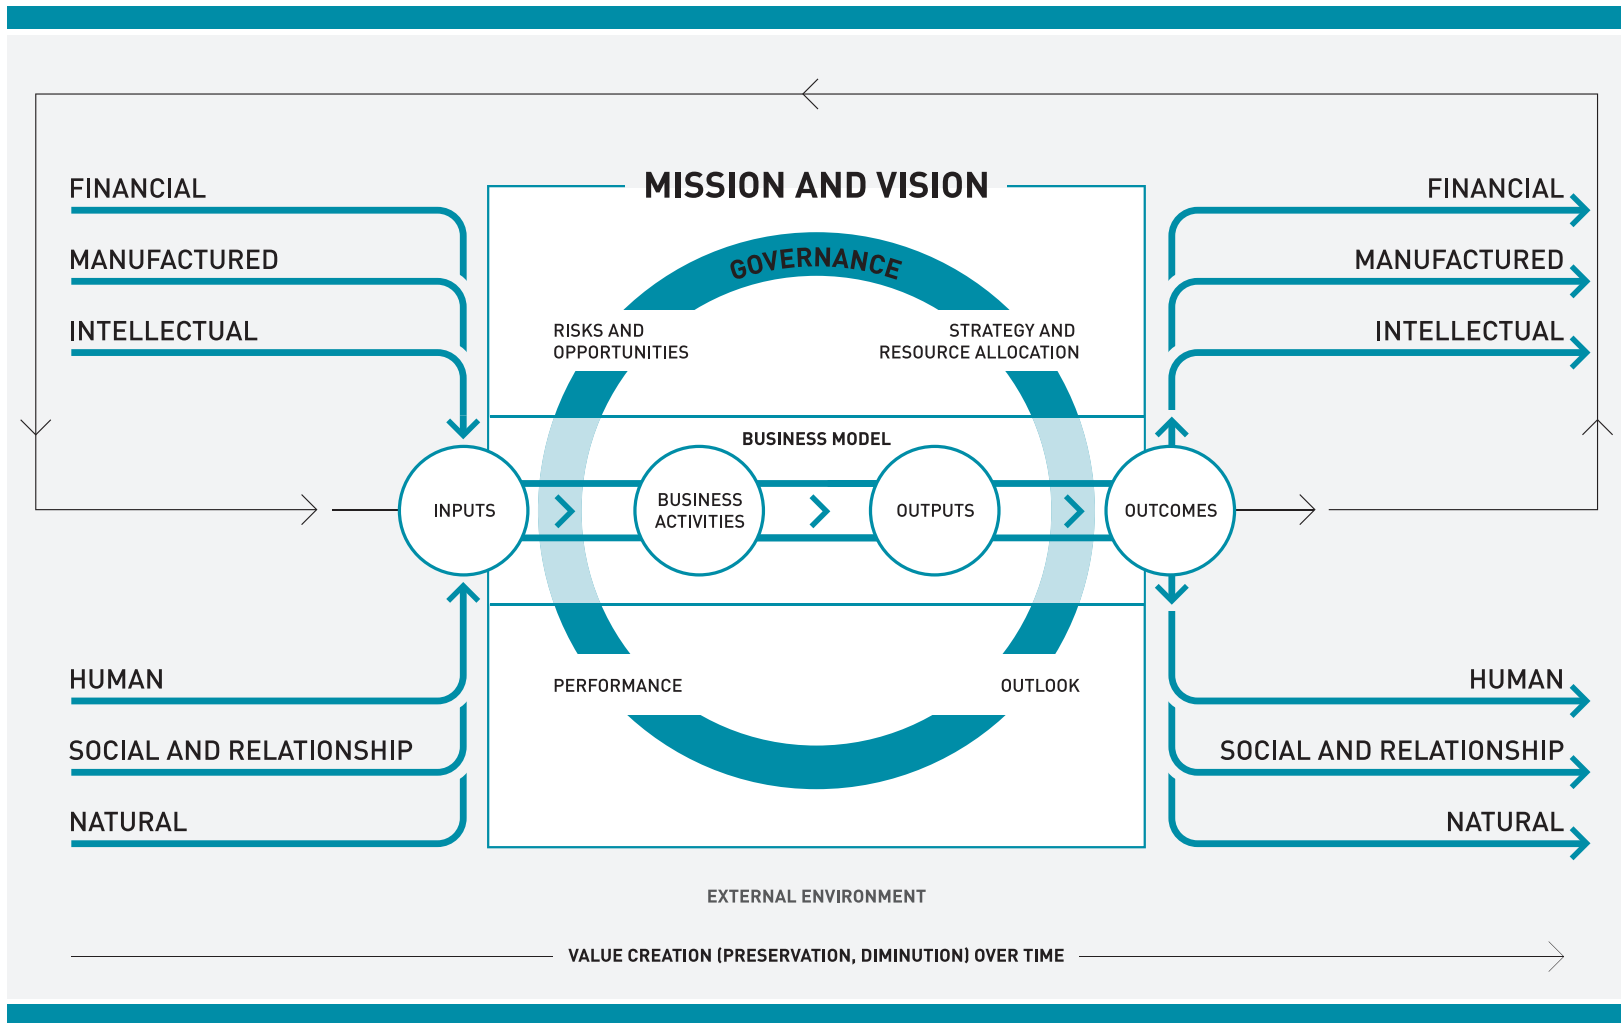 MISSION AND VISION
FINANCIAL
MANUFACTURED
INTELLECTUAL
GOVERNANCE
RISKS AND
OPPORTUNITIES
STRATEGY AND
RESOURCE ALLOCATION
FINANCIAL
MANUFACTURED
INTELLECTUAL
BUSINESS MODEL
INPUTS
BUSINESS
ACTIVITIES
OUTPUTS
OUTCOMES
HUMAN
SOCIAL AND RELATIONSHIP
NATURAL
PERFORMANCE
OUTLOOK
HUMAN
SOCIAL AND RELATIONSHIP
NATURAL
EXTERNAL ENVIRONMENT
VALUE CREATION (PRESERVATION, DIMINUTION) OVER TIME